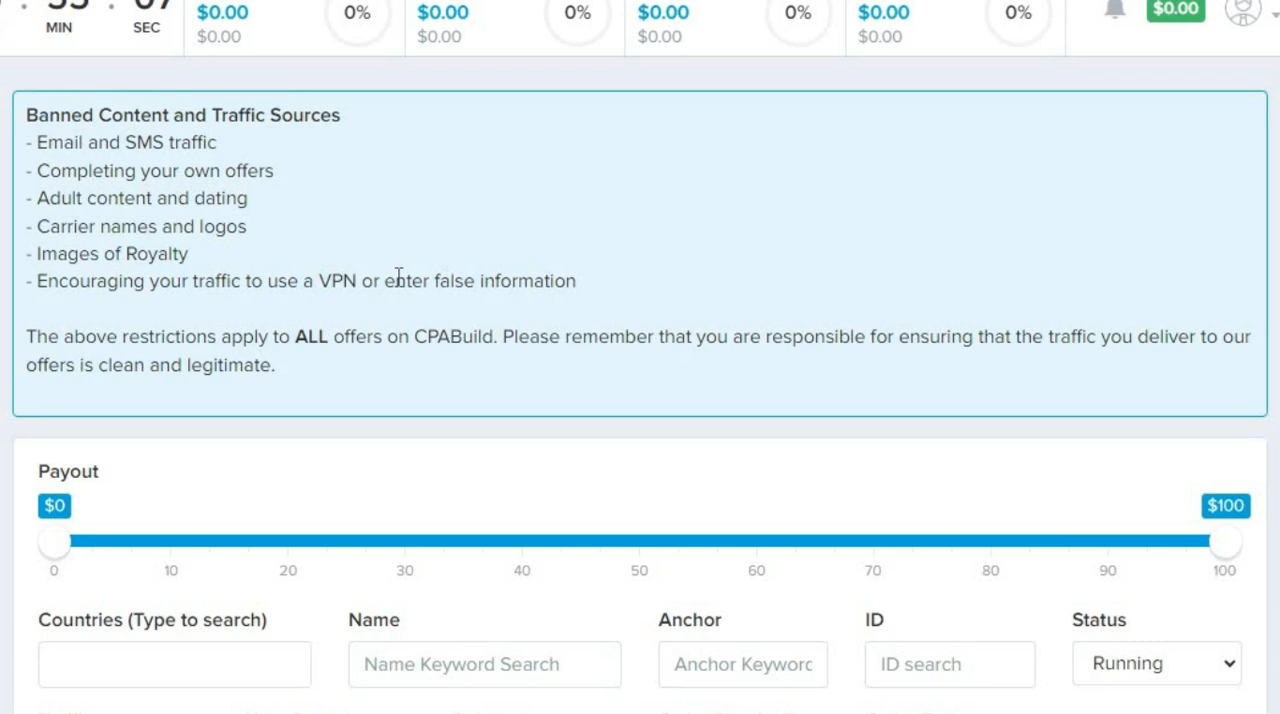 MIN SEC
$0.00 0% $0.00 0% $0.00 0% $0.00 0% $0.00
$0.00 $0.00 $0.00 $0.00
Banned Content and Traffic Sources
- Email and SMS traffic
- Completing your own offers
- Adult content and dating
- Carrier names and logos
- Images of Royalty
- Encouraging your traffic to use a VPN or enter false information
The above restrictions apply to ALL offers on CPABuild. Please remember that you are responsible for ensuring that the traffic you deliver to our
offers is clean and legitimate.
Payout
$0 $100
0 10 20 30 40 50 60 70 80 90 100
Countries (Type to search) Name Anchor ID Status
Name Keyword Search Anchor Keyword ID search Running